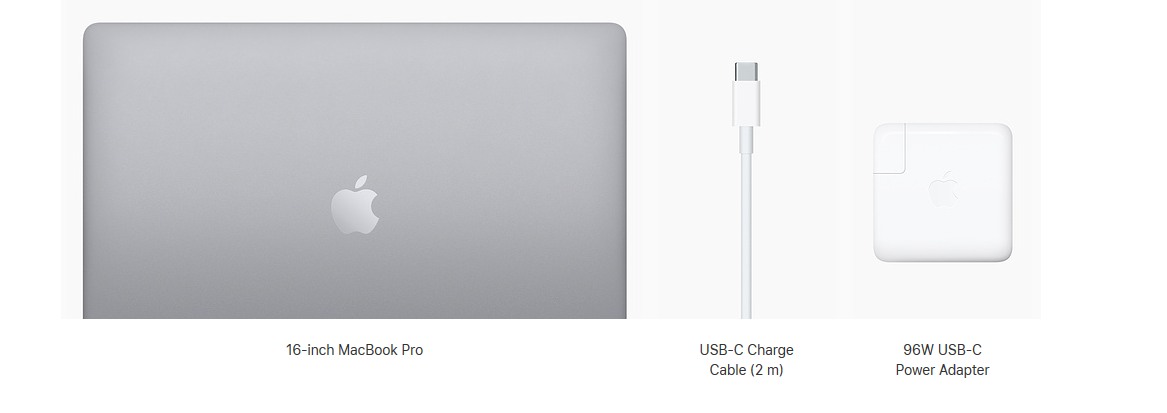 16-inch MacBook Pro
USB-C Charge
Cable (2 m)
96W USB-C
Power Adapter